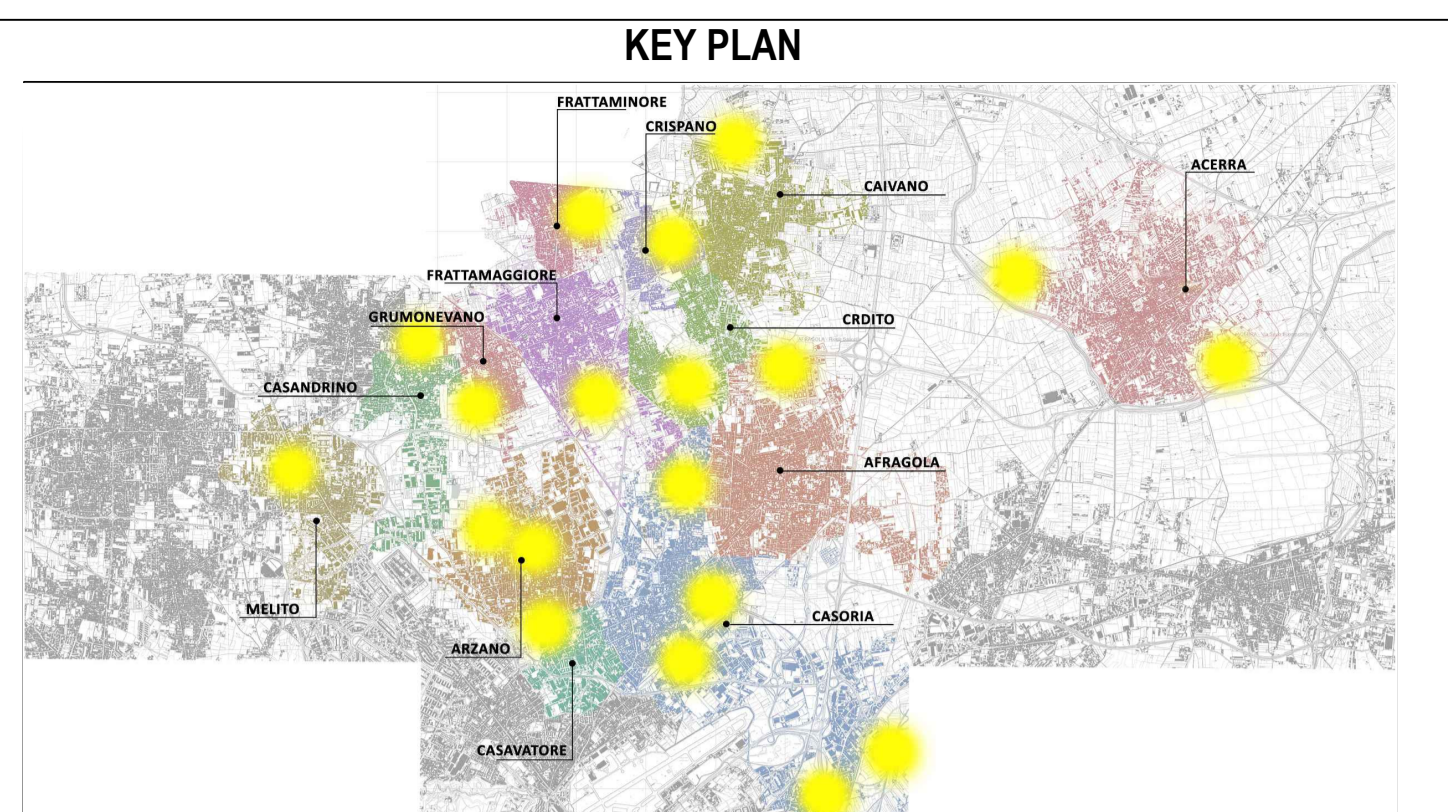 KEY PLAN
FRATTAMINORE
CRISPANO
ACERRA
CAIVANO
FRATTAMAGGIORE
GRUMONEVANO
CRDITO
CASANDRINO
AFRAGOLA
MELITO
CASORIA
ARZANO
CASAVATORE